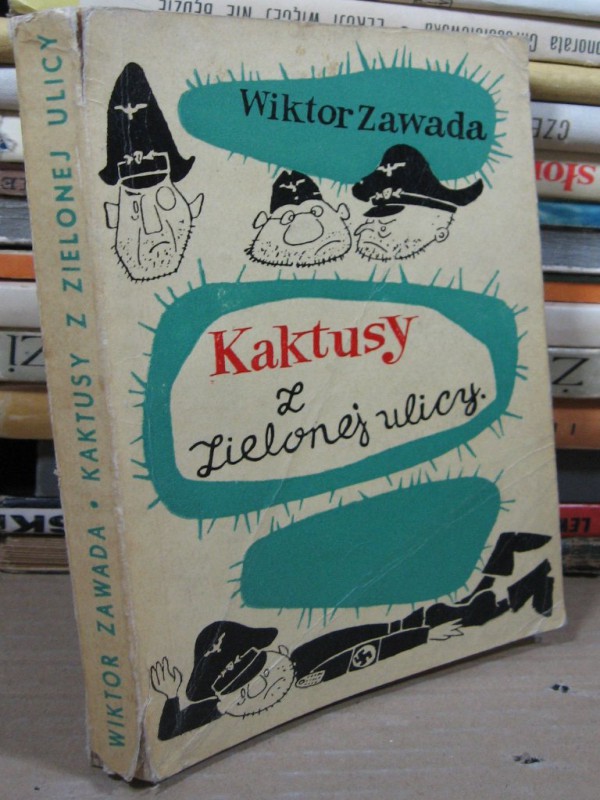 Wiktor Zawada
Kaktusy
z
zielonej ulicy.
WIKTOR ZAWADA • KAKTUSY Z ZIELONEJ ULICY